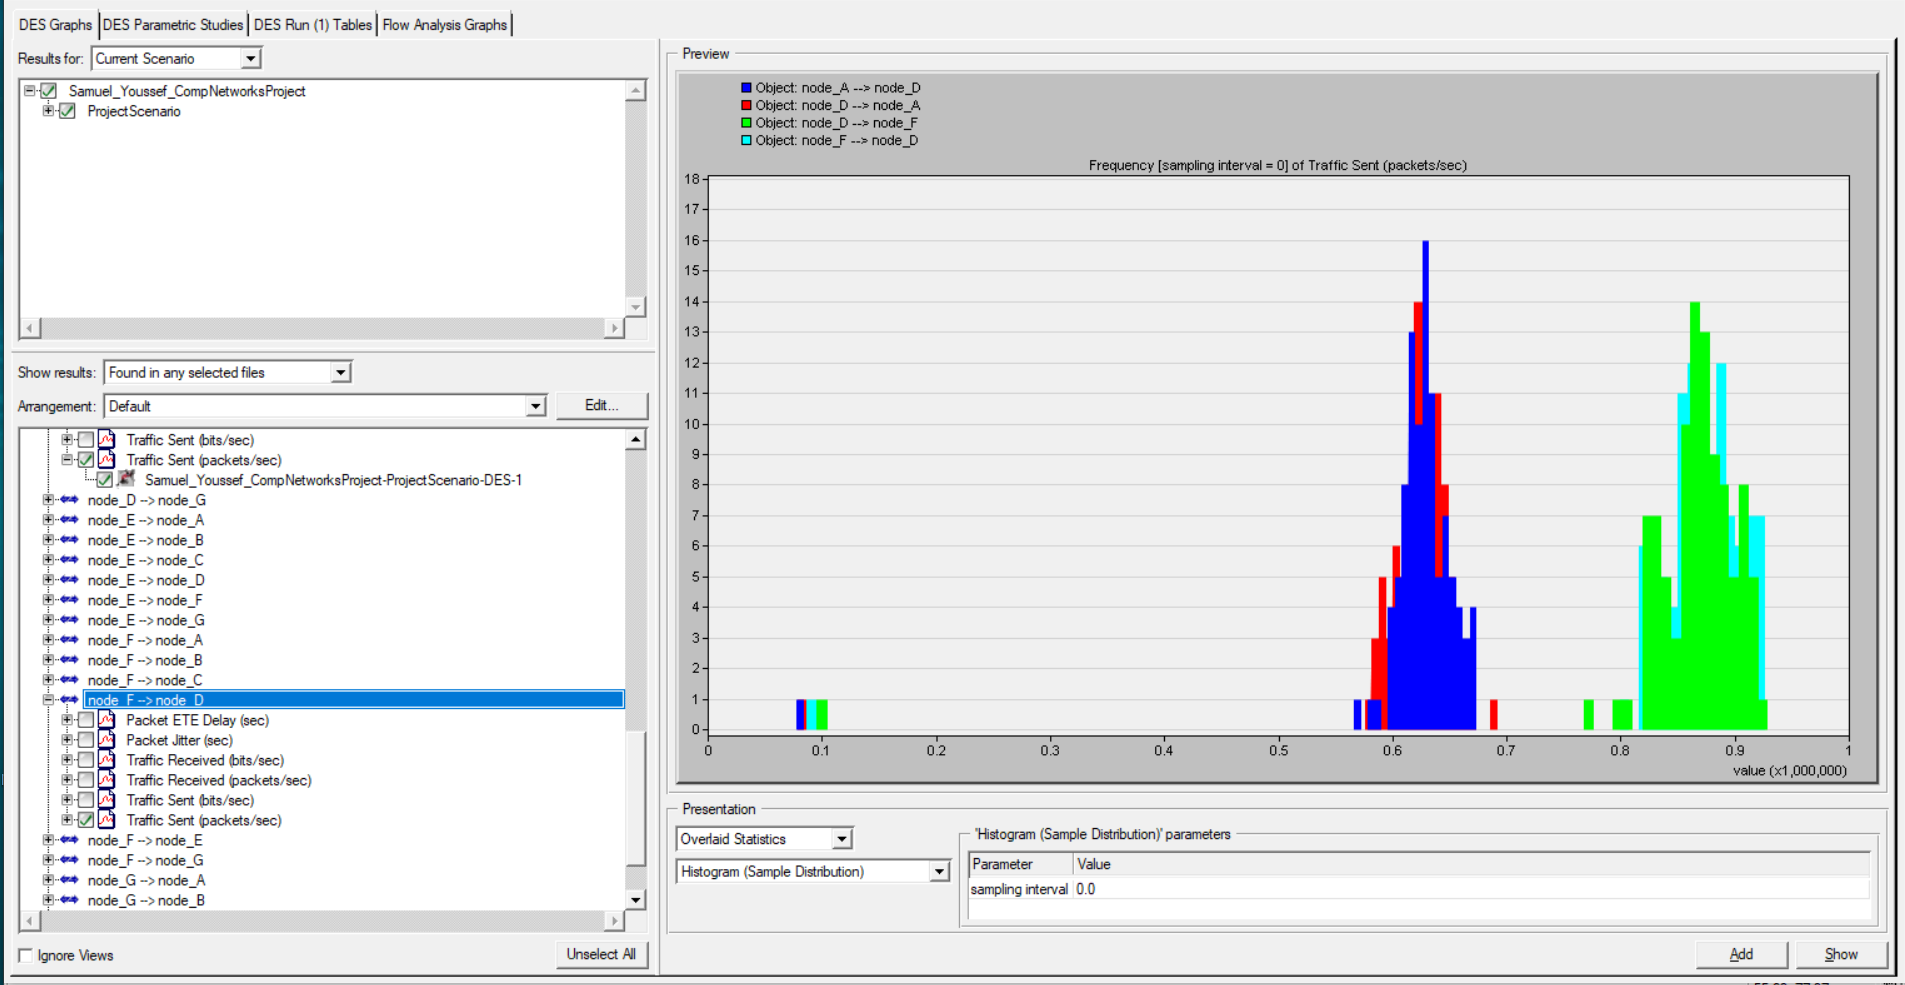 DES Graphs DES Parametric Studies DES Run (1) Tables Flow Analysis Graphs
Results for: Current Scenario
Samuel_Youssef_CompNetworksProject
ProjectScenario
Show results: Found in any selected files
Arrangement: Default Edit...
Traffic Sent (bits/sec)
Traffic Sent (packets/sec)
Samuel_Youssef_CompNetworksProject-ProjectScenario-DES-1
node_D --> node_G
node_E --> node_A
node_E --> node_B
node_E --> node_C
node_E --> node_D
node_E --> node_F
node_E --> node_G
node_F --> node_A
node_F --> node_B
node_F --> node_C
node_F --> node_D
Packet ETE Delay (sec)
Packet Jitter (sec)
Traffic Received (bits/sec)
Traffic Received (packets/sec)
Traffic Sent (bits/sec)
Traffic Sent (packets/sec)
node_F --> node_E
node_F --> node_G
node_G --> node_A
node_G --> node_B
Ignore Views Unselect All
Preview
Object: node_A --> node_D
Object: node_D --> node_A
Object: node_D --> node_F
Object: node_F --> node_D
Frequency [sampling interval = 0] of Traffic Sent (packets/sec)
18
17
16
15
14
13
12
11
10
9
8
7
6
5
4
3
2
1
0
0 0.1 0.2 0.3 0.4 0.5 0.6 0.7 0.8 0.9 1
value (x1,000,000)
Presentation
Overlaid Statistics
Histogram (Sample Distribution)
'Histogram (Sample Distribution)' parameters
Parameter Value
sampling interval 0.0
Add Show